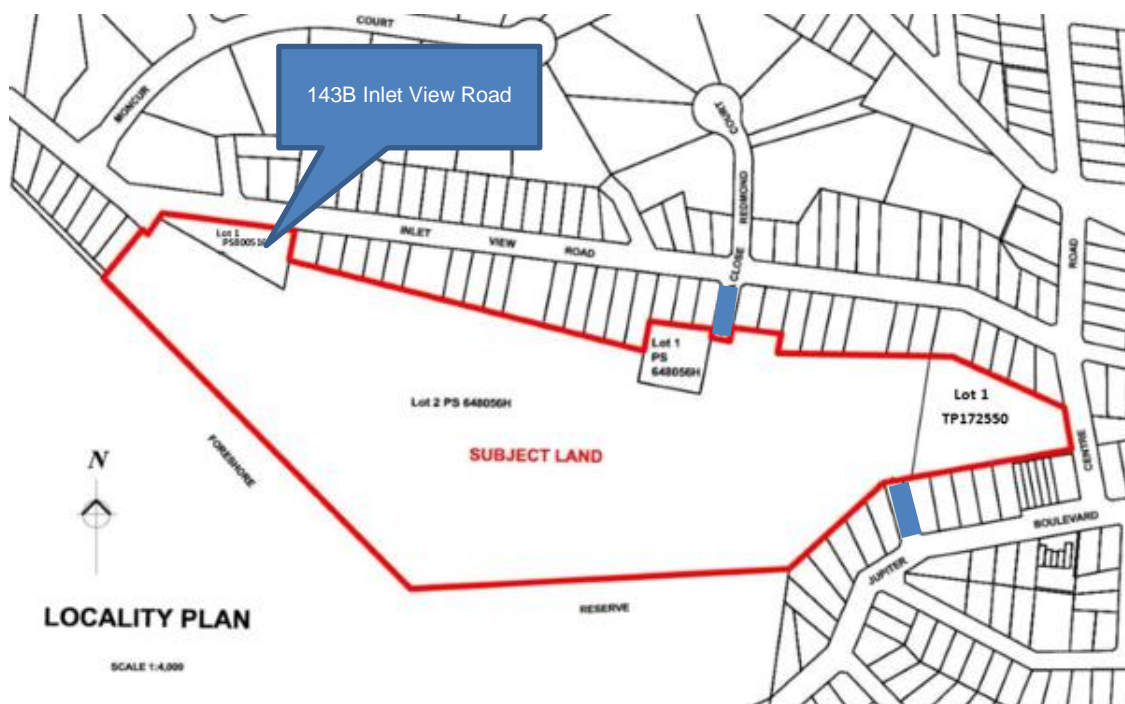 COURT
MONCUR
143B Inlet View Road
COURT
REDMOND
CLOSE
ROAD
Lot 1
INLET VIEW ROAD
Lot 1
PS
648056H
Lot 1
TP172550
Lot 2 PS 648056H
SUBJECT LAND
FORESHORE
CENTRE
N
BOULEVARD
JUPITER
RESERVE
LOCALITY PLAN
SCALE 1:4,000